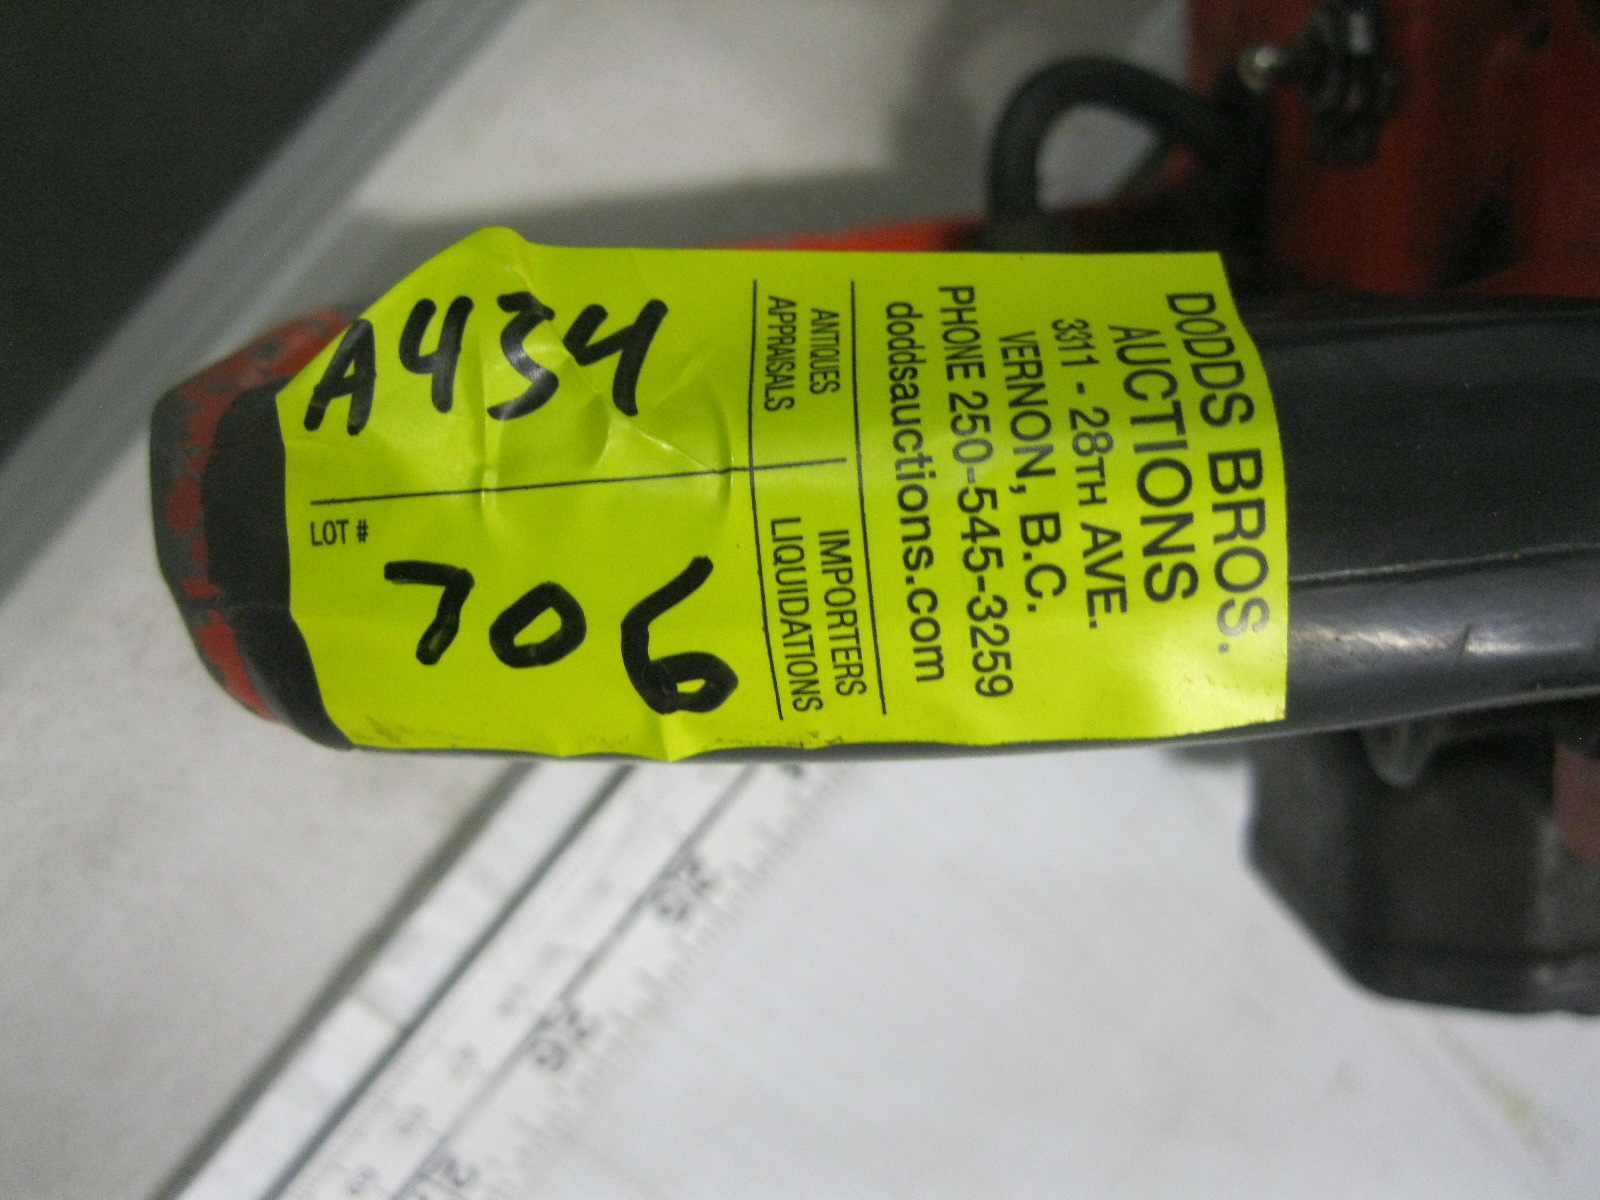 DODDS BROS.
AUCTIONS
3311 - 28TH AVE.
VERNON, B.C.
PHONE 250-545-3259
doddsauctions.com
ANTIQUES
APPRAISALS
IMPORTERS
LIQUIDATIONS
A434
LOT #
706